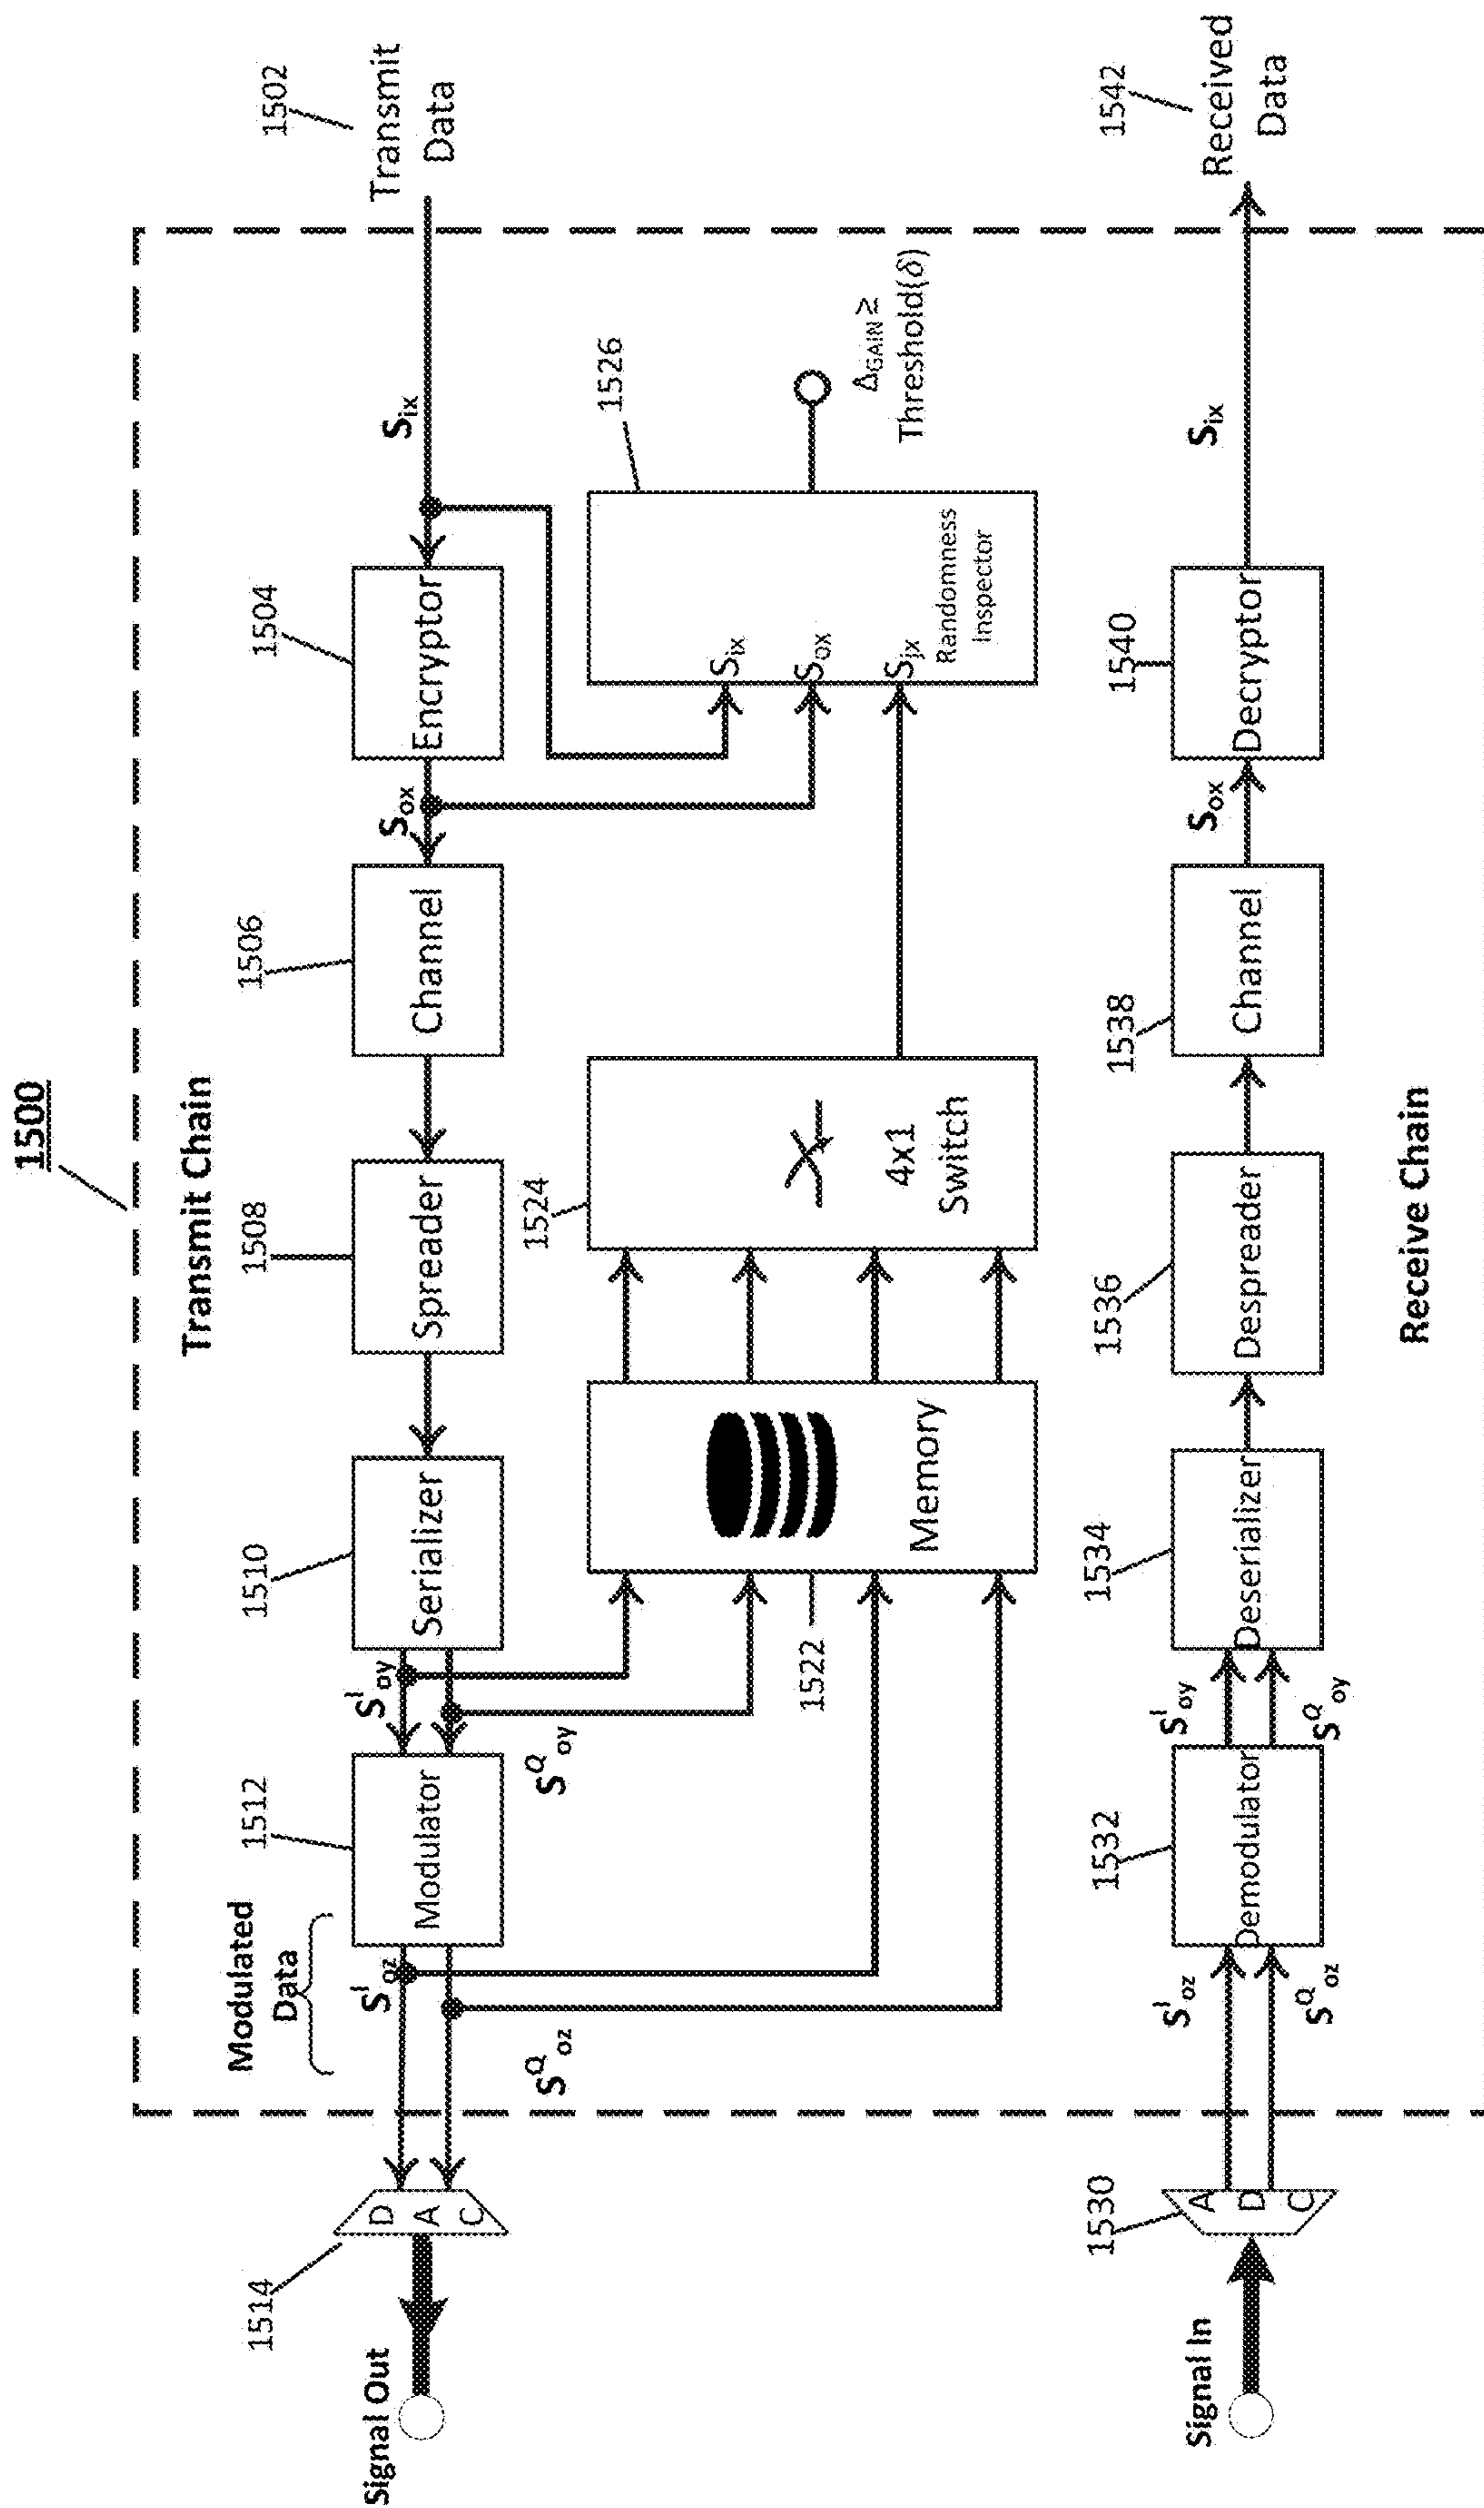 1500
Transmit Chain
Modulated
Data
1514
1512
1510
1508
1506
1504
1502
Signal Out
D
A
C
S^I_oz
S^Q_oz
Modulator
S^I_oy
S^Q_oy
Serializer
Spreader
Channel
S_ox
Encryptor
S_ix
Transmit
Data
1522
Memory
1524
4x1
Switch
1526
S_ix
S_ox
S_jx
Randomness
Inspector
Δ_GAIN ≥
Threshold(δ)
1530
1532
1534
1536
1538
1540
1542
Signal In
A
D
C
S^I_oz
S^Q_oz
Demodulator
S^I_oy
S^Q_oy
Deserializer
Despreader
Channel
S_ox
Decryptor
S_ix
Received
Data
Receive Chain